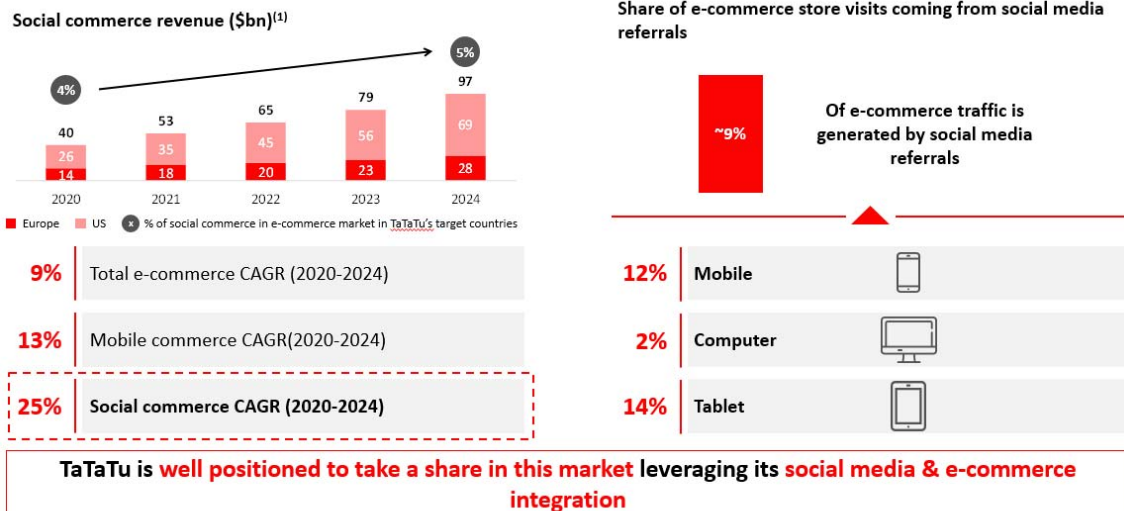 Social commerce revenue ($bn)(1)
4%
5%
40
53
65
79
97
26
35
45
56
69
14
18
20
23
28
2020
2021
2022
2023
2024
Europe
US
x
% of social commerce in e-commerce market in TaTaTu's target countries
9%
Total e-commerce CAGR (2020-2024)
13%
Mobile commerce CAGR(2020-2024)
25%
Social commerce CAGR (2020-2024)
Share of e-commerce store visits coming from social media
referrals
~9%
Of e-commerce traffic is
generated by social media
referrals
12%
Mobile
2%
Computer
14%
Tablet
TaTaTu is well positioned to take a share in this market leveraging its social media & e-commerce
integration